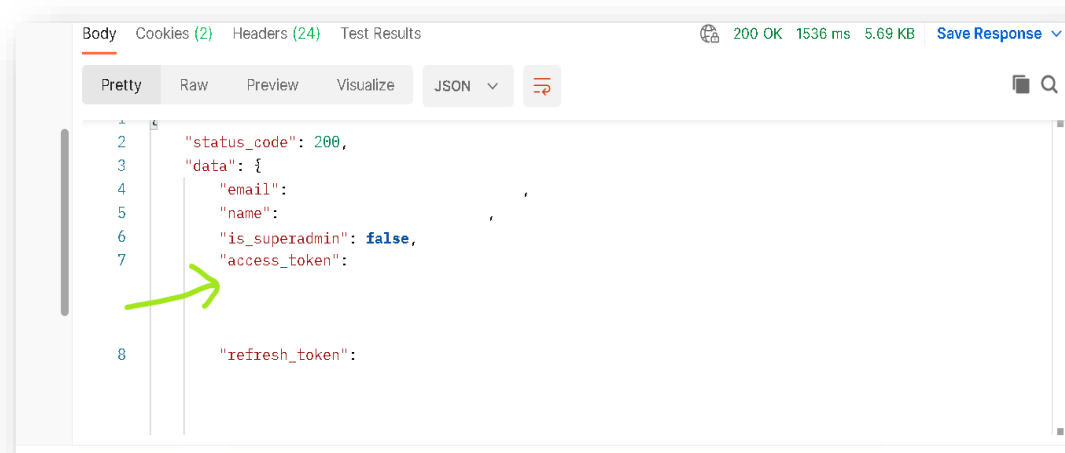 Body Cookies (2) Headers (24) Test Results 200 OK 1536 ms 5.69 KB Save Response
Pretty Raw Preview Visualize JSON
1 {
2 "status_code": 200,
3 "data": {
4 "email": ,
5 "name": ,
6 "is_superadmin": false,
7 "access_token":
8 "refresh_token":